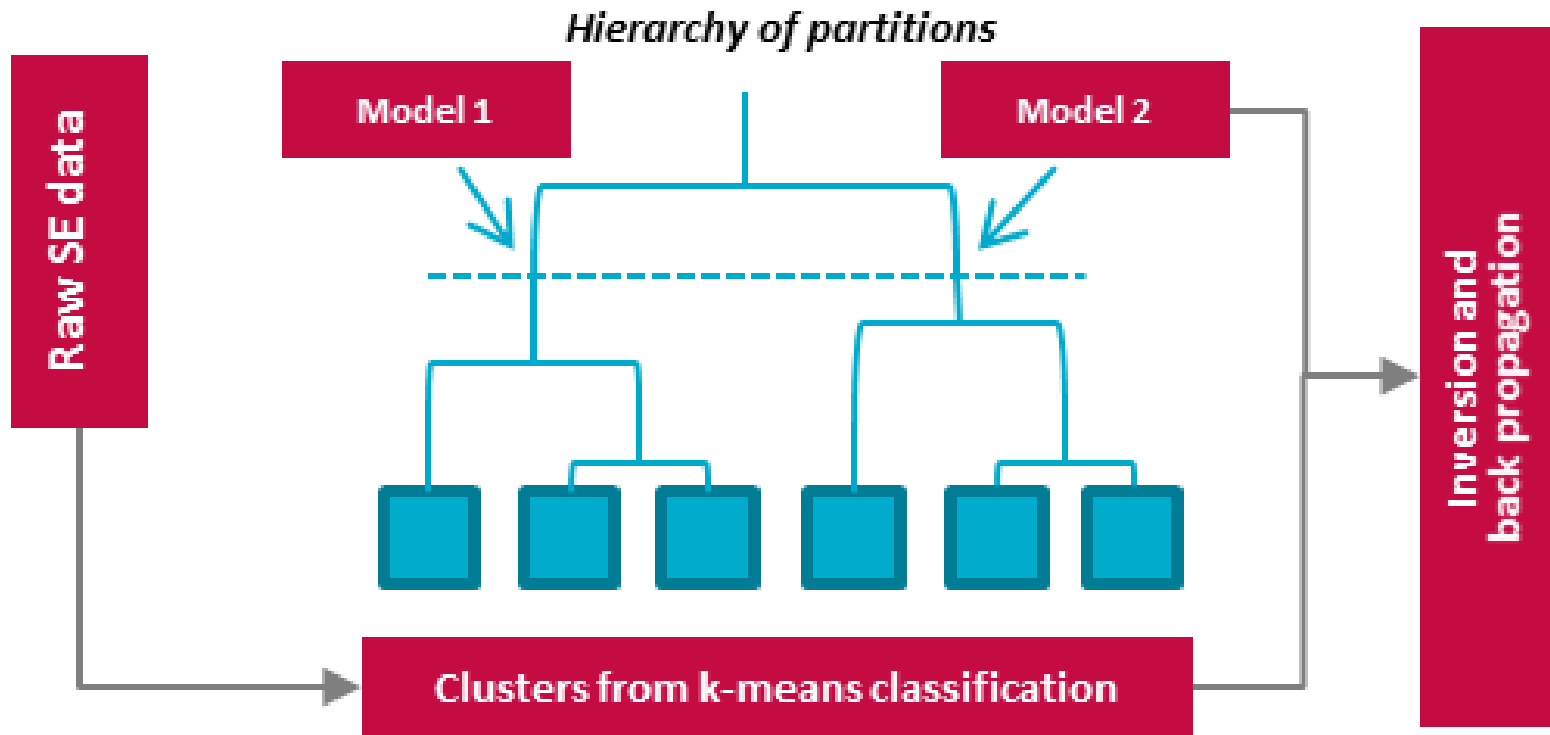 Hierarchy of partitions
Raw SE data
Model 1
Model 2
Inversion and
back propagation
Clusters from k-means classification